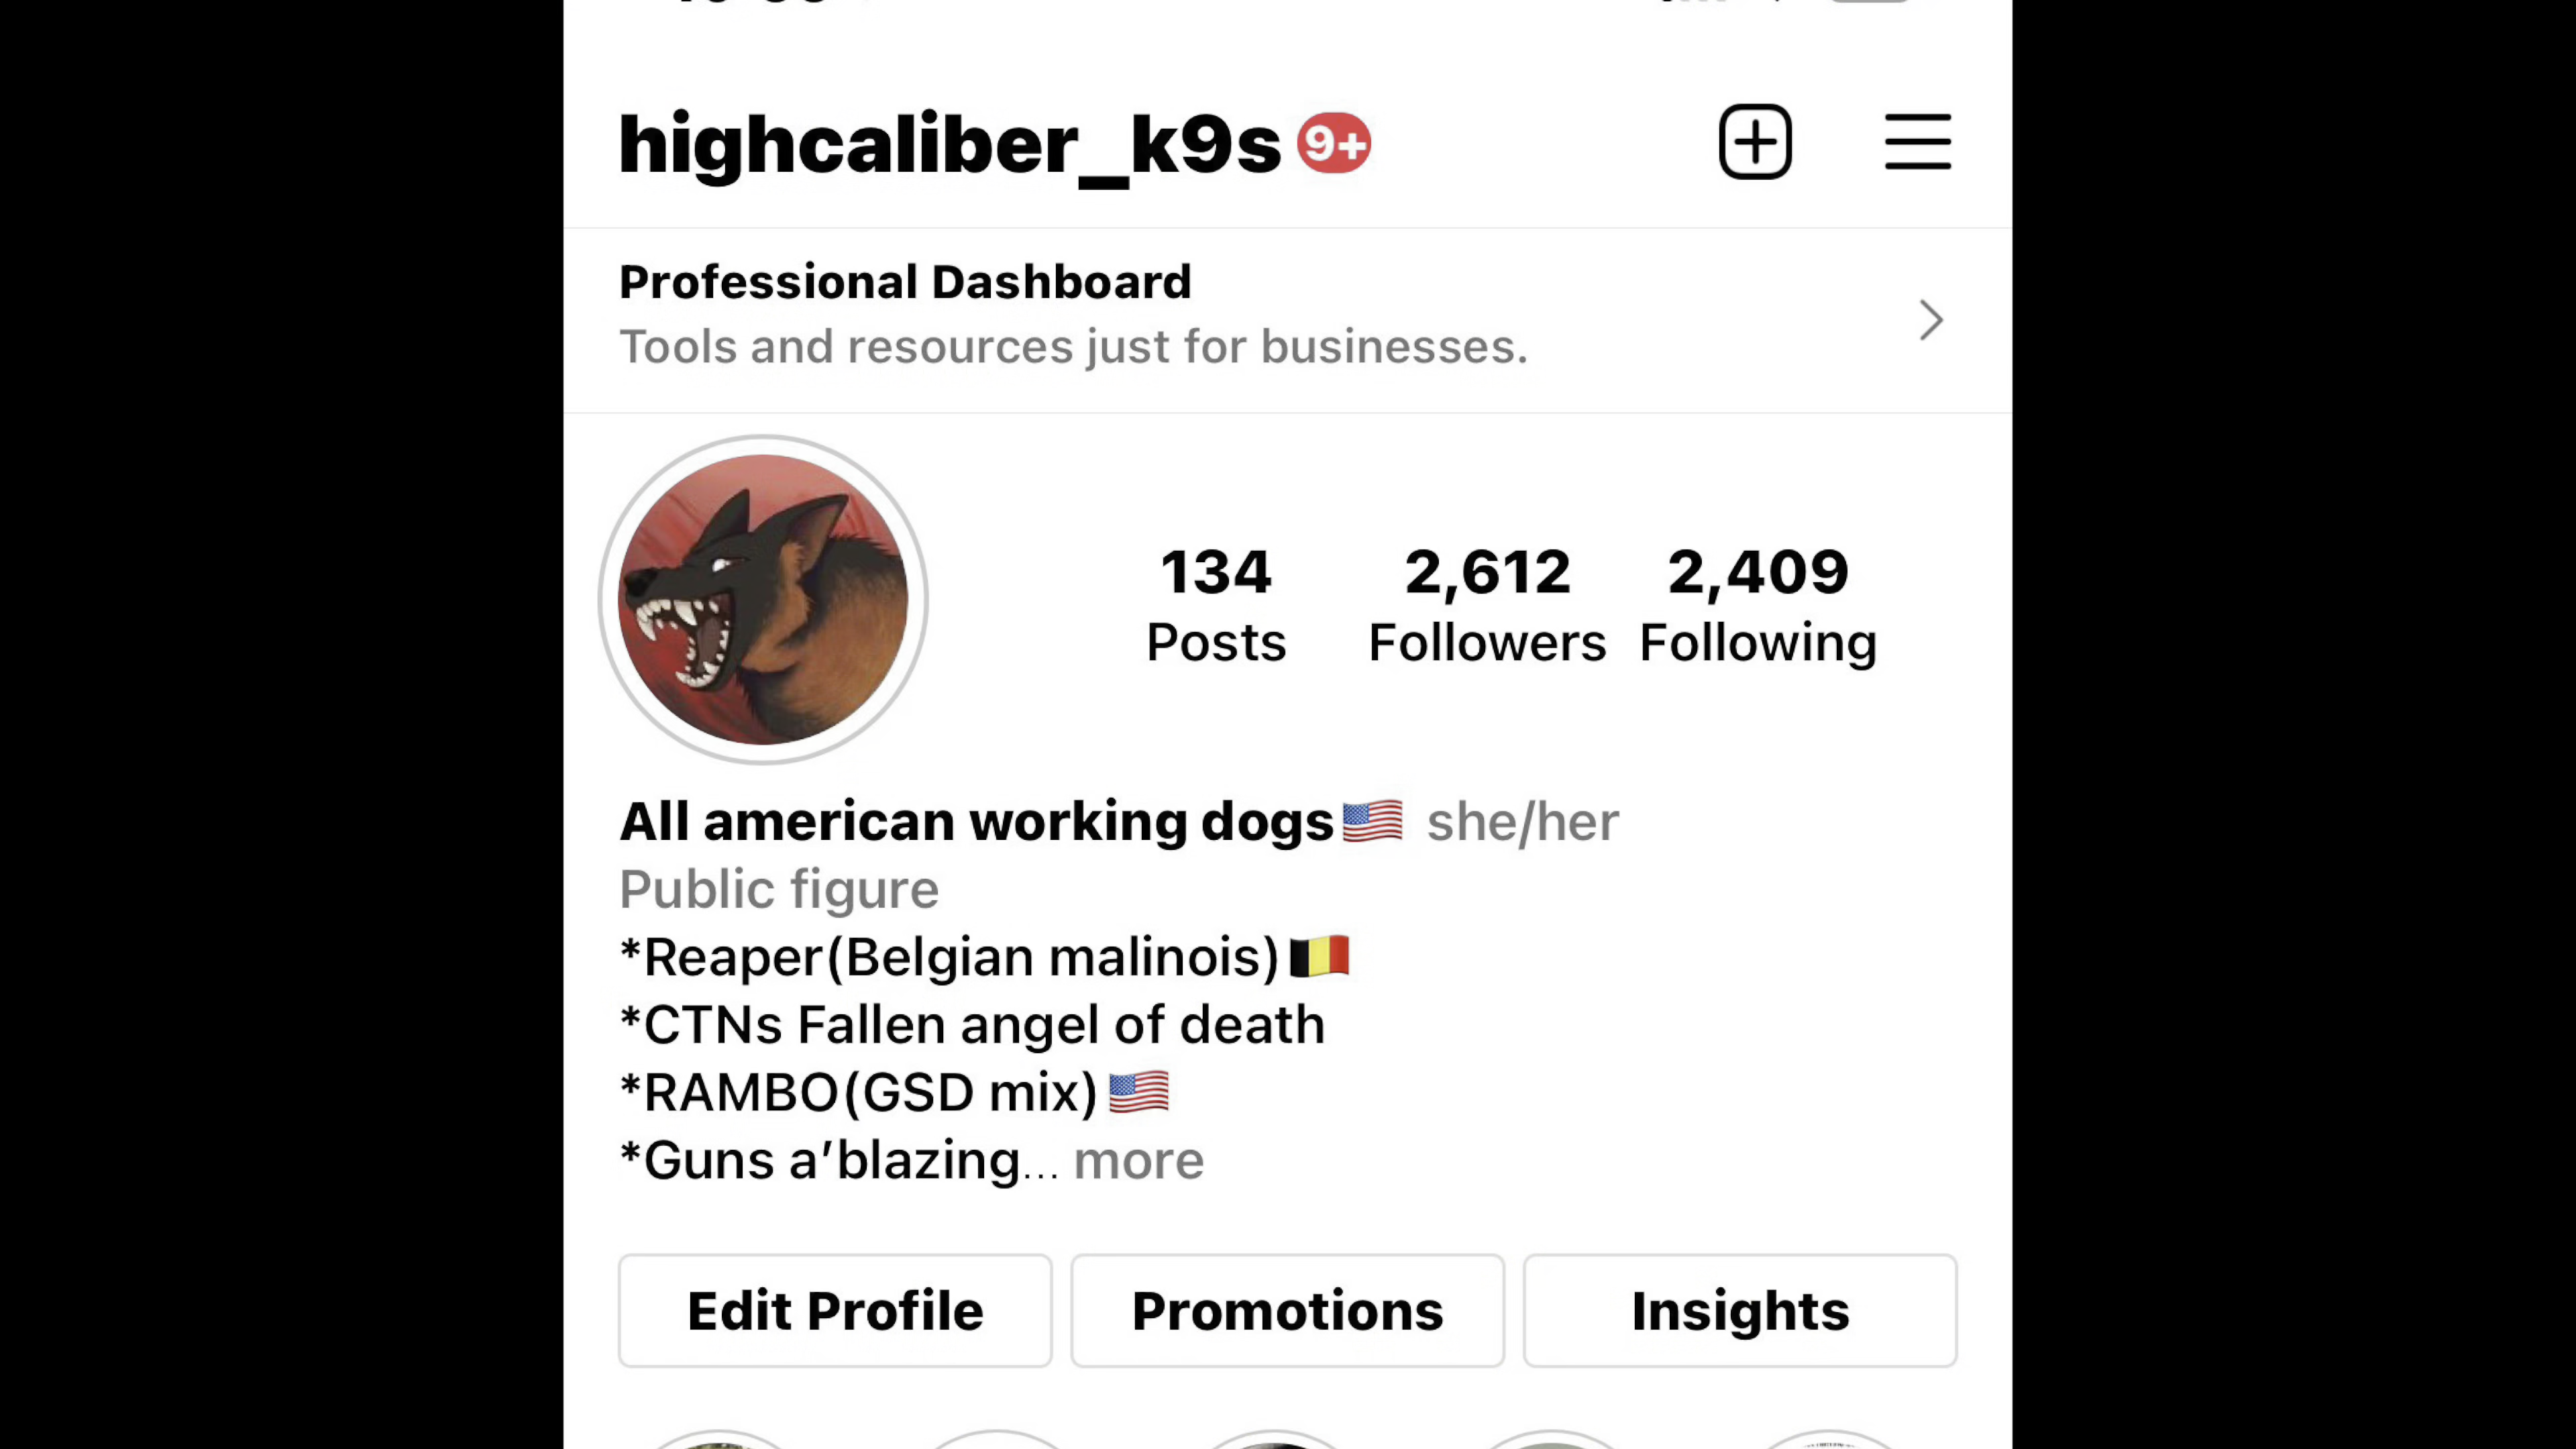 highcaliber_k9s 9+
Professional Dashboard
Tools and resources just for businesses.
134 2,612 2,409
Posts Followers Following
All american working dogs🇺🇸 she/her
Public figure
*Reaper(Belgian malinois)🇧🇪
*CTNs Fallen angel of death
*RAMBO(GSD mix)🇺🇸
*Guns a’blazing... more
Edit Profile Promotions Insights